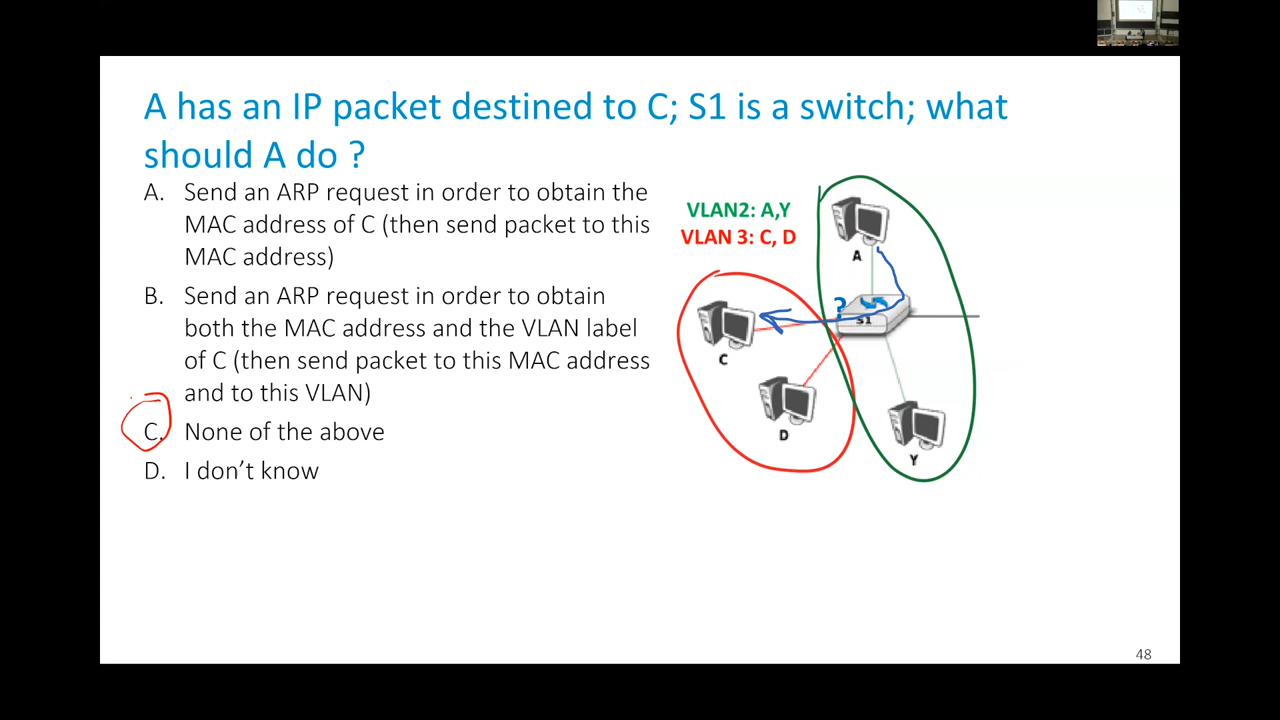 A has an IP packet destined to C; S1 is a switch; what
should A do ?
A. Send an ARP request in order to obtain the
MAC address of C (then send packet to this
MAC address)
B. Send an ARP request in order to obtain
both the MAC address and the VLAN label
of C (then send packet to this MAC address
and to this VLAN)
C. None of the above
D. I don’t know
VLAN2: A,Y
VLAN 3: C, D
A
?
S1
C
D
Y
48